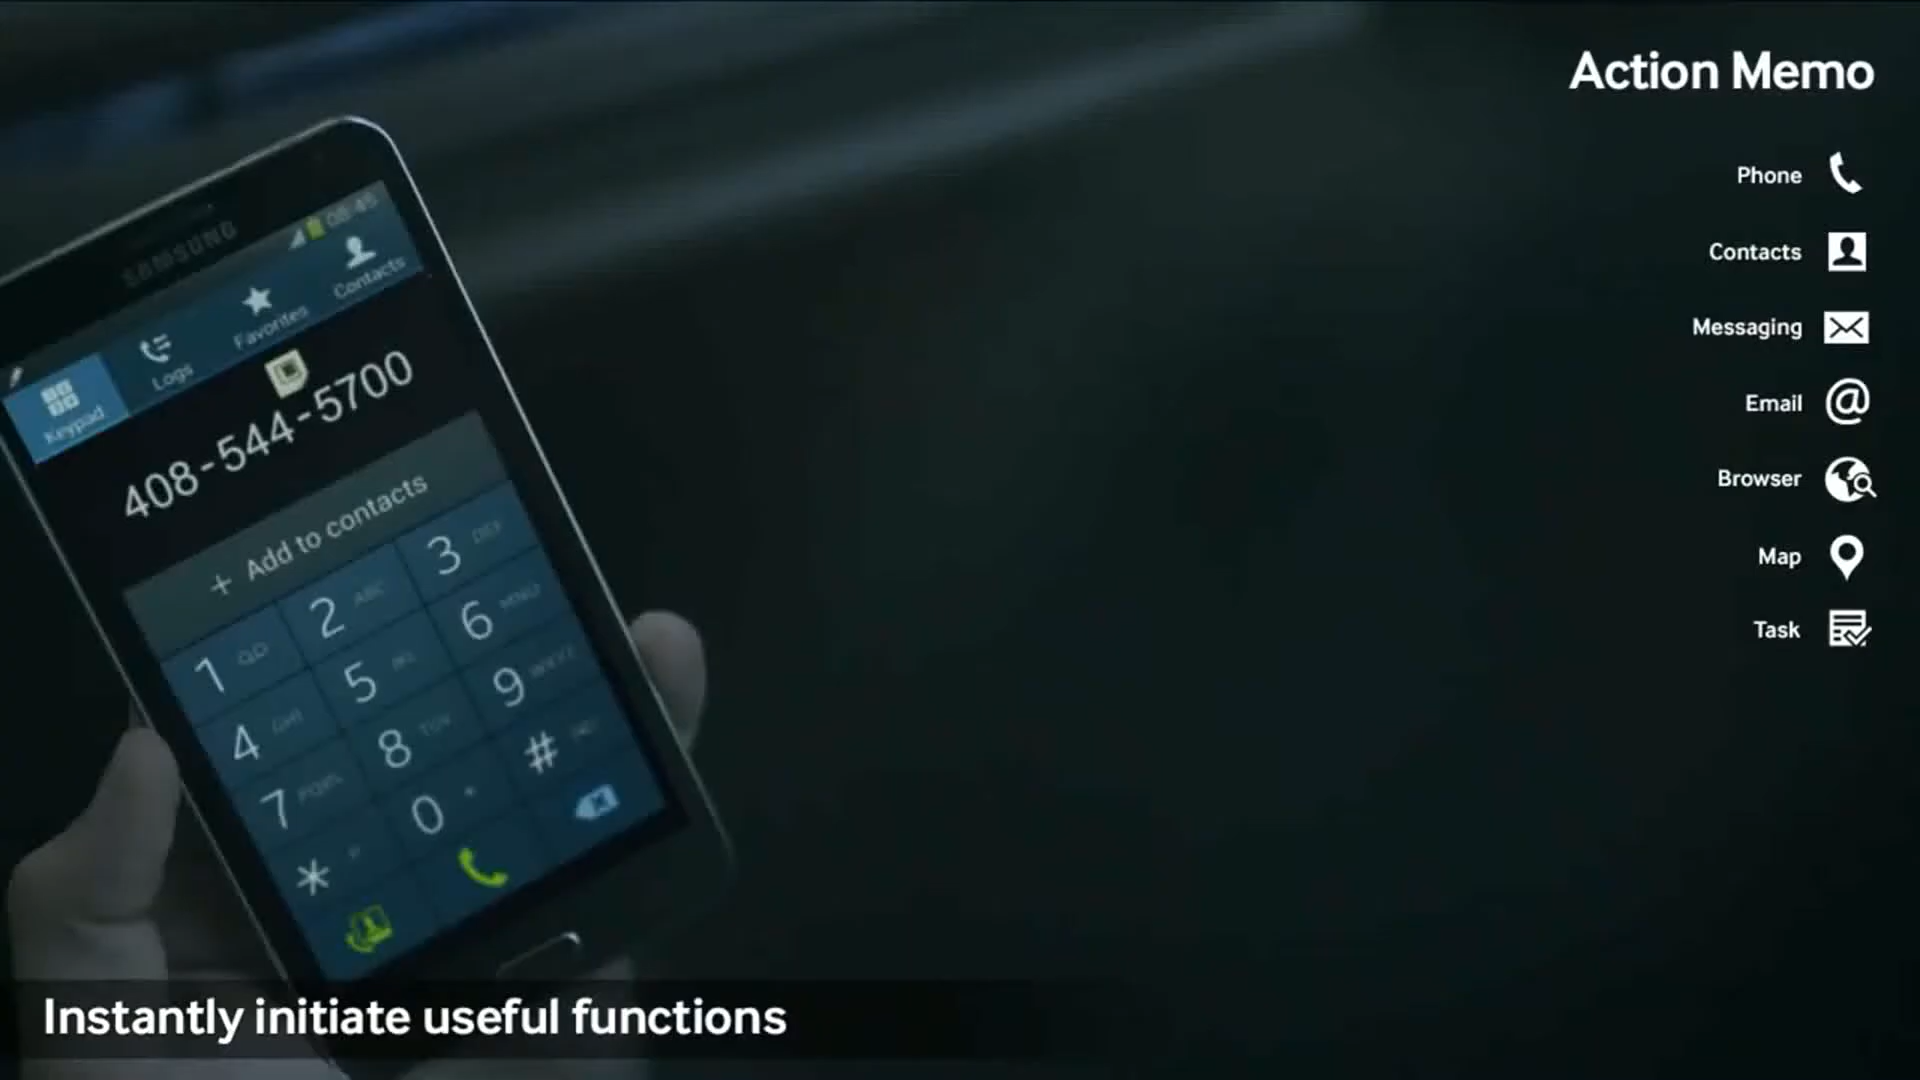 Action Memo
Phone
Contacts
Messaging
Email
Browser
Map
Task
SAMSUNG
08:45
Keypad
Logs
Favorites
Contacts
408-544-5700
+ Add to contacts
1
2 ABC
3 DEF
4 GHI
5 JKL
6 MNO
7 PQRS
8 TUV
9 WXYZ
* P
0 +
#
Instantly initiate useful functions